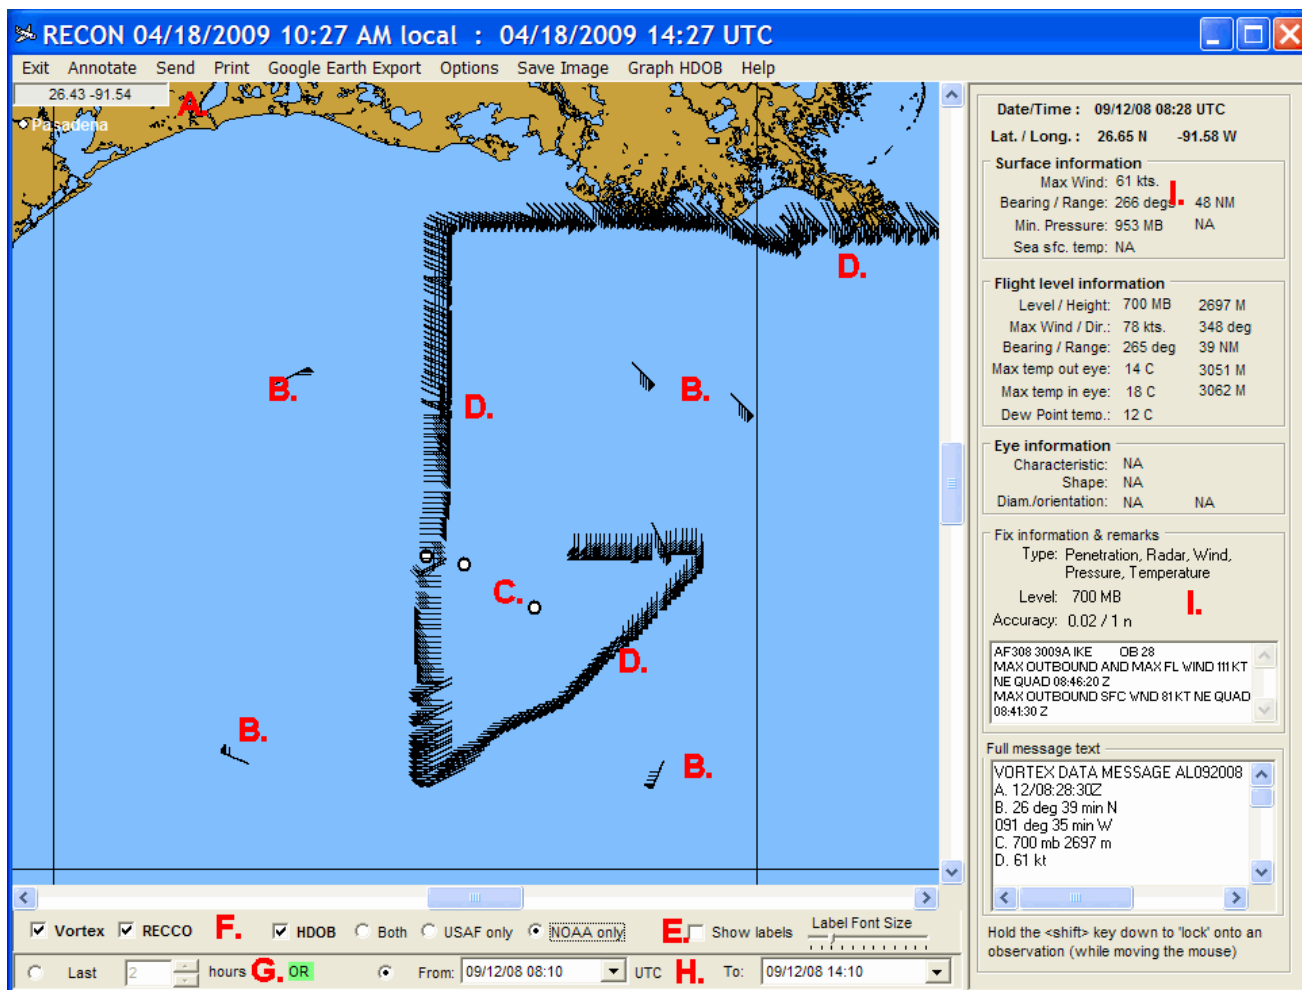 RECON 04/18/2009 10:27 AM local : 04/18/2009 14:27 UTC
Exit Annotate Send Print Google Earth Export Options Save Image Graph HDOB Help
26.43 -91.54
A.
Pasadena
D.
B.
B.
D.
C.
D.
B.
B.
Date/Time : 09/12/08 08:28 UTC
Lat. / Long. : 26.65 N -91.58 W
Surface information
Max Wind: 61 kts.
I.
Bearing / Range: 266 degs 48 NM
Min. Pressure: 953 MB NA
Sea sfc. temp: NA
Flight level information
Level / Height: 700 MB 2697 M
Max Wind / Dir.: 78 kts. 348 deg
Bearing / Range: 265 deg 39 NM
Max temp out eye: 14 C 3051 M
Max temp in eye: 18 C 3062 M
Dew Point temp.: 12 C
Eye information
Characteristic: NA
Shape: NA
Diam./orientation: NA NA
Fix information & remarks
Type: Penetration, Radar, Wind,
Pressure, Temperature
Level: 700 MB
I.
Accuracy: 0.02 / 1 n
AF308 3009A IKE OB 28
MAX OUTBOUND AND MAX FL WIND 111 KT
NE QUAD 08:46:20 Z
MAX OUTBOUND SFC WND 81 KT NE QUAD
08:41:30 Z
Full message text
VORTEX DATA MESSAGE AL092008
A. 12/08:28:30Z
B. 26 deg 39 min N
091 deg 35 min W
C. 700 mb 2697 m
D. 61 kt
Hold the <shift> key down to 'lock' onto an
observation (while moving the mouse)
Vortex RECCO F. HDOB Both USAF only NOAA only E. Show labels Label Font Size
Last 2 hours G. OR From: 09/12/08 08:10 UTC H. To: 09/12/08 14:10